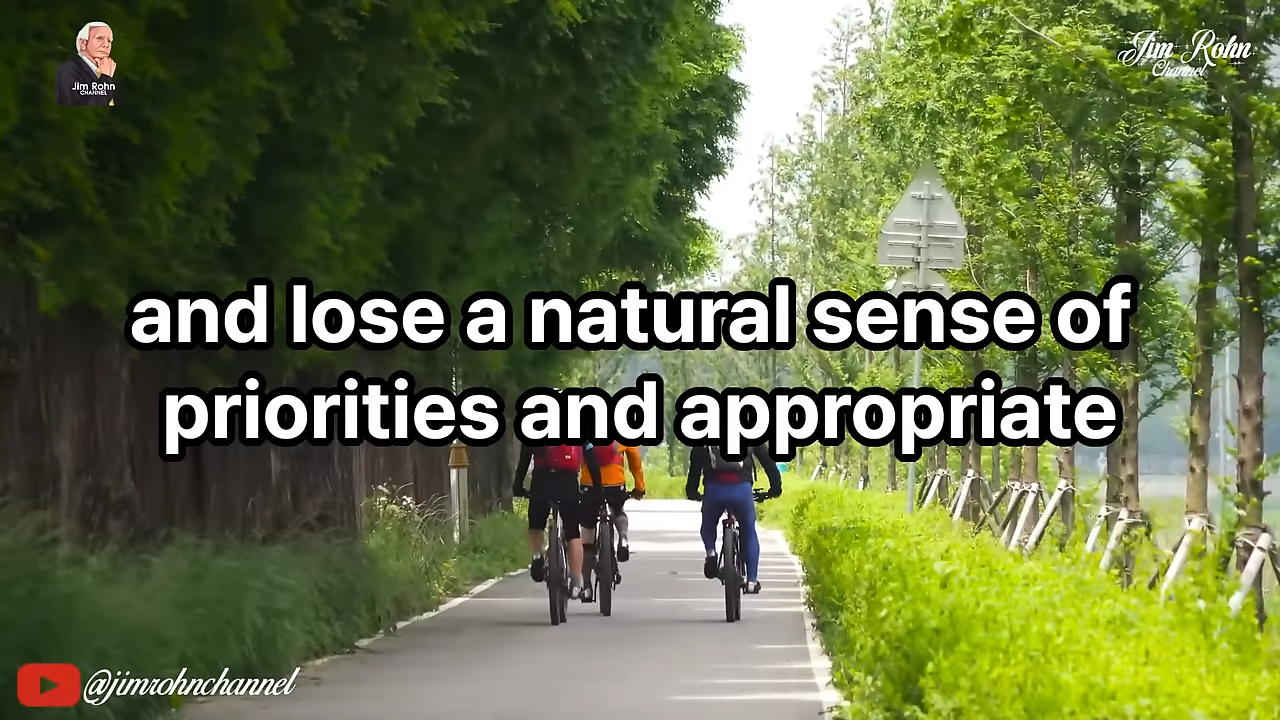 Jim Rohn
CHANNEL
Jim Rohn
Channel
and lose a natural sense of
priorities and appropriate
@jimrohnchannel